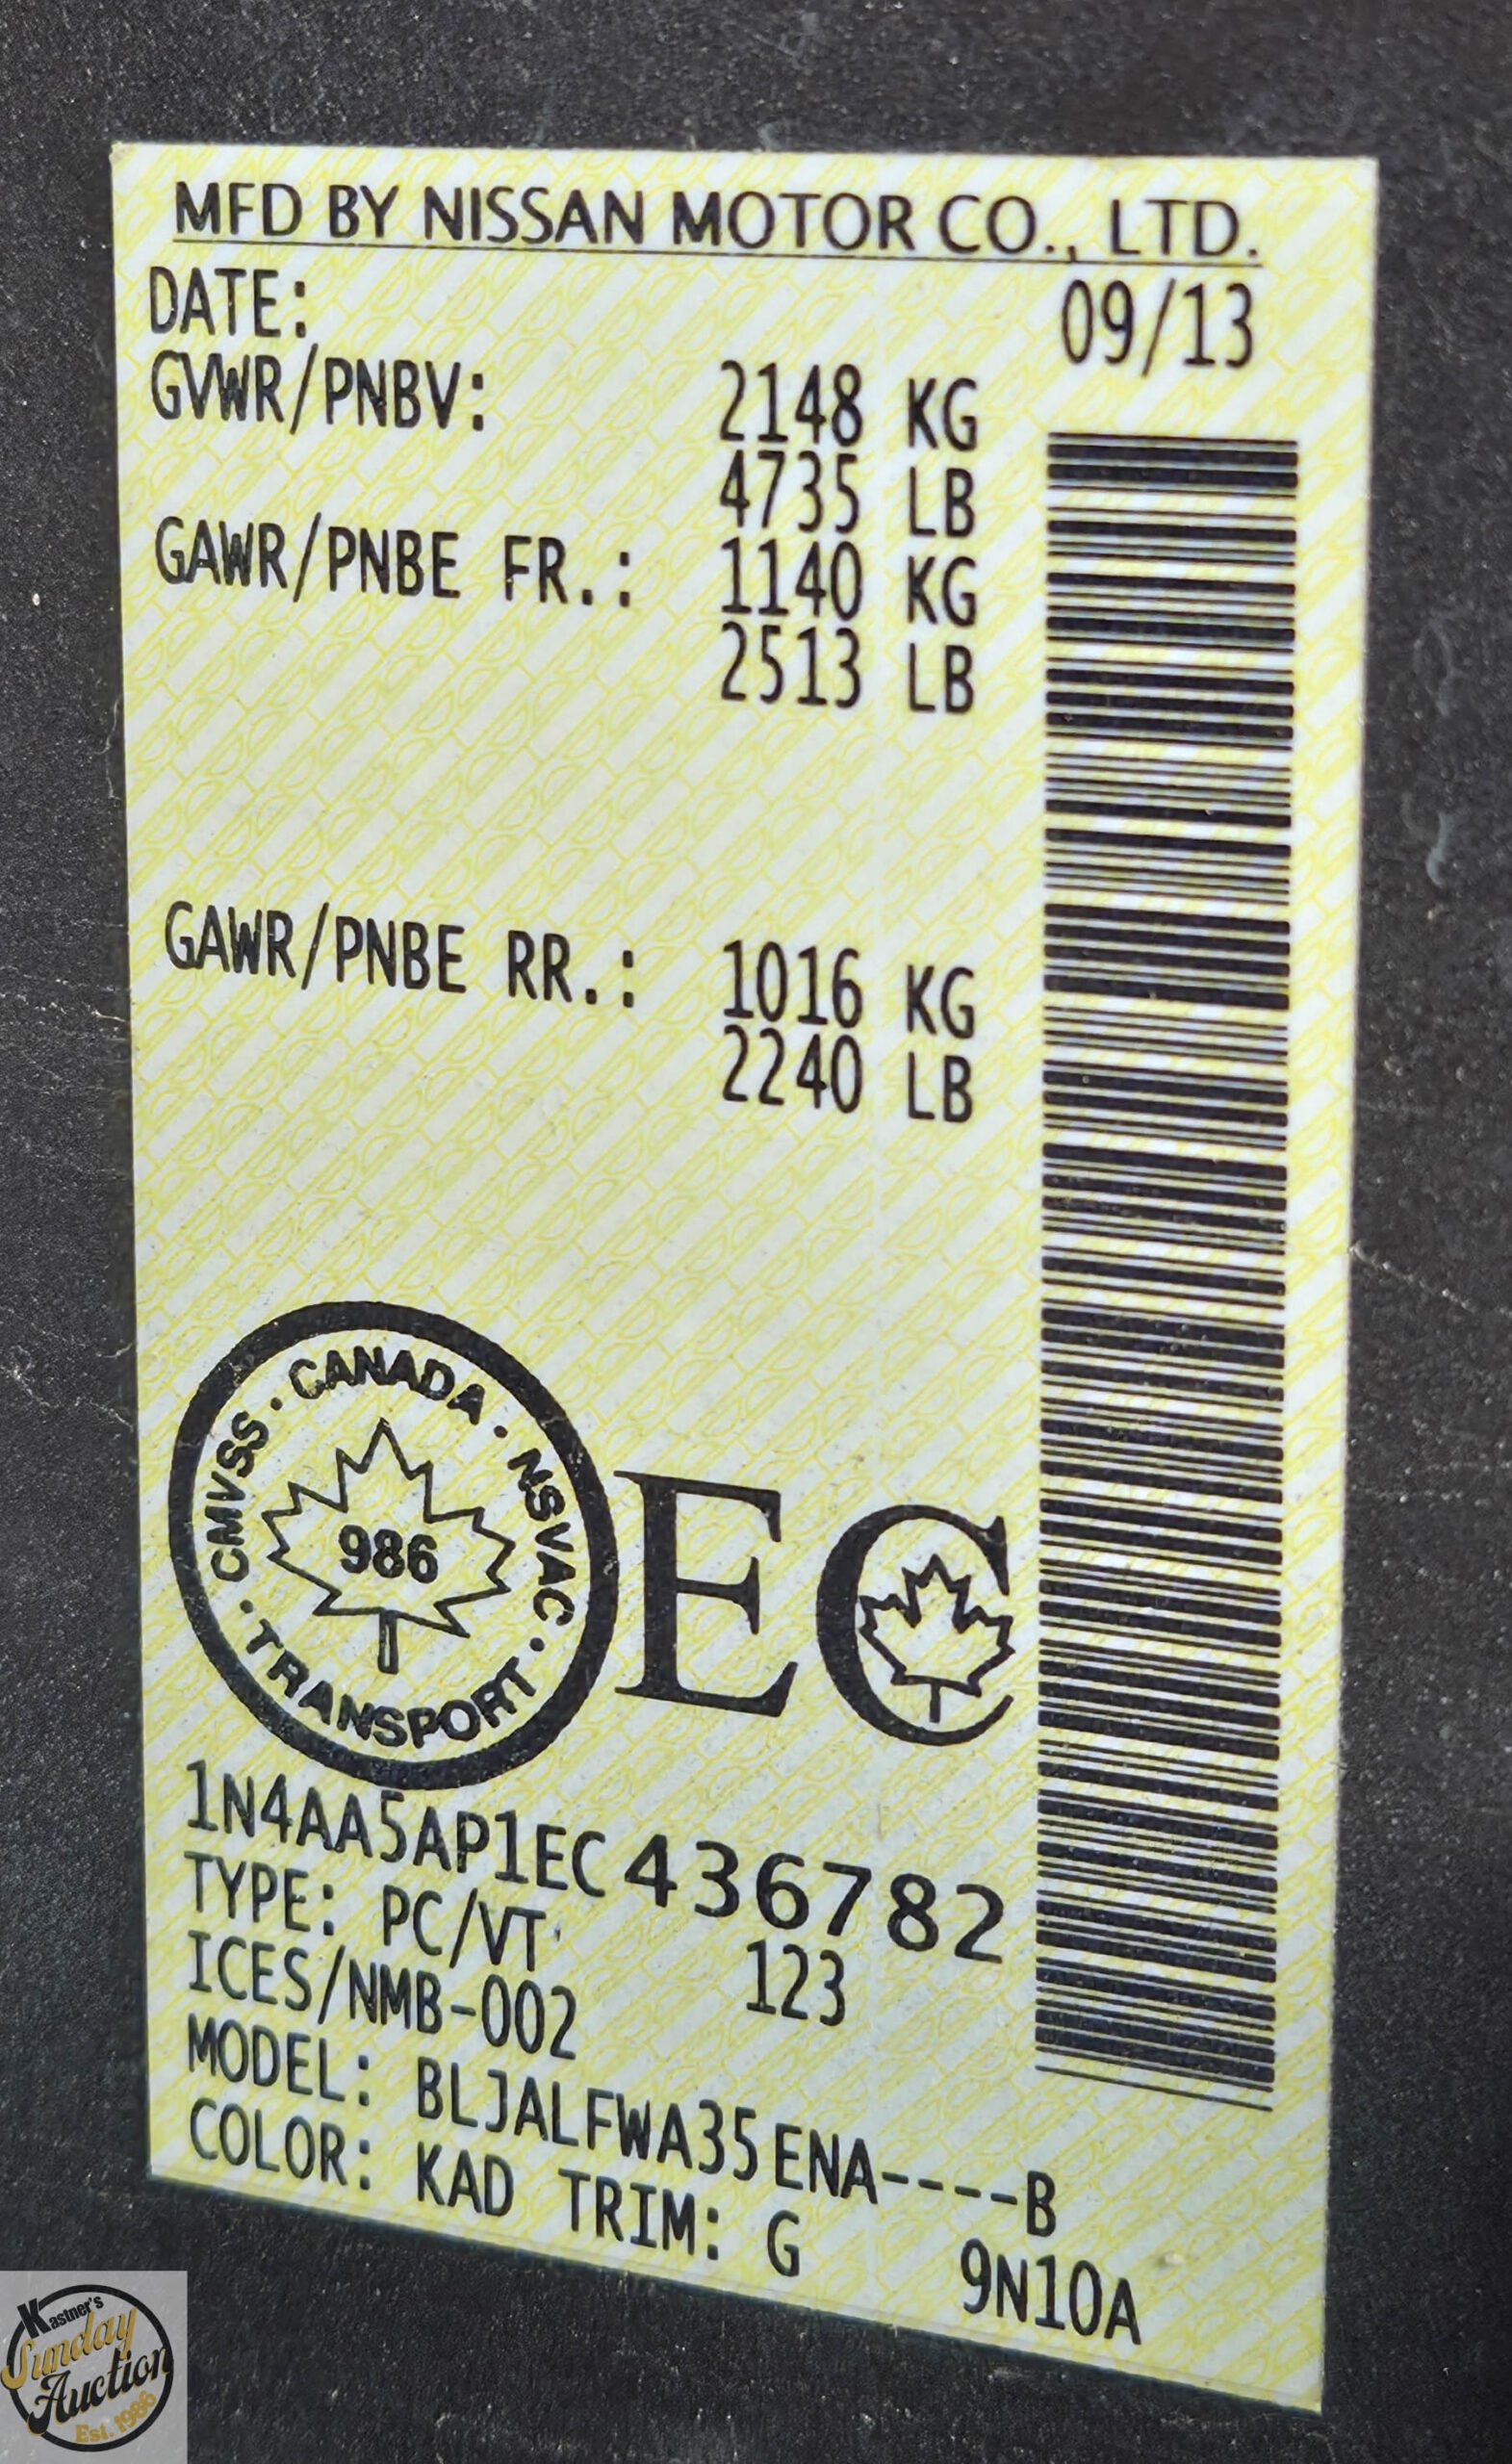 MFD BY NISSAN MOTOR CO., LTD.
DATE: 09/13
GVWR/PNBV: 2148 KG
4735 LB
GAWR/PNBE FR.: 1140 KG
2513 LB
GAWR/PNBE RR.: 1016 KG
2240 LB
CMVSS · CANADA · NSVAC · TRANSPORT ·
986
EC
1N4AA5AP1EC436782
TYPE: PC/VT
ICES/NMB-002 123
MODEL: BLJALFWA35ENA----B
COLOR: KAD TRIM: G 9N10A
Kastner's
Sunday
Auction
Est. 1986